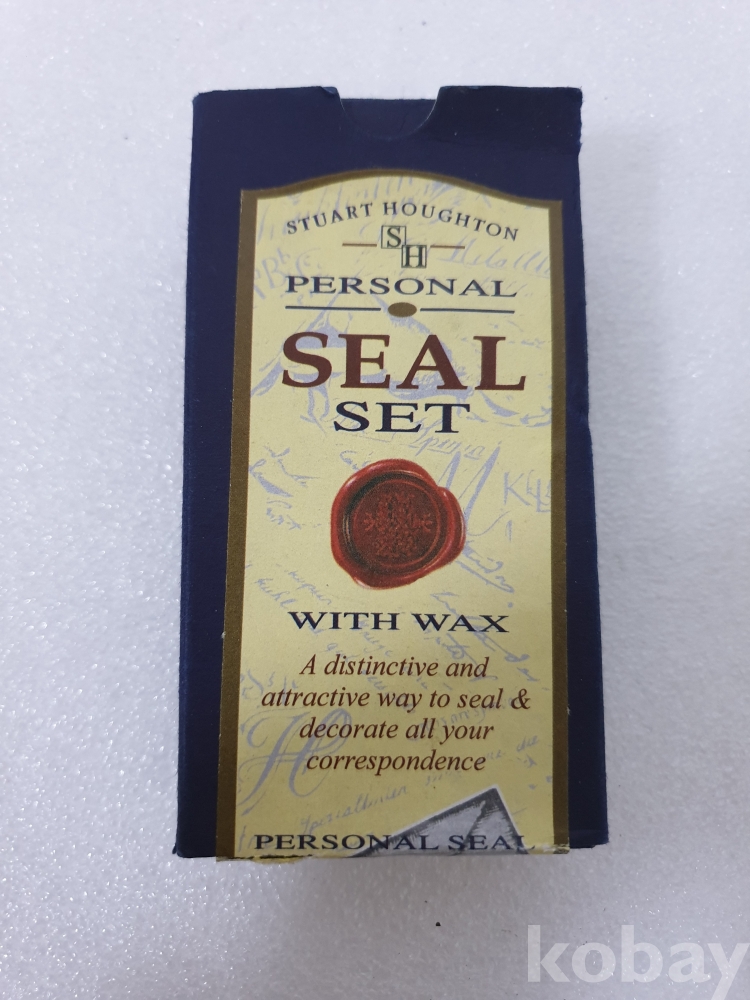 STUART HOUGHTON
S
H
PERSONAL
SEAL
SET
WITH WAX
A distinctive and
attractive way to seal &
decorate all your
correspondence
PERSONAL SEAL
kobay